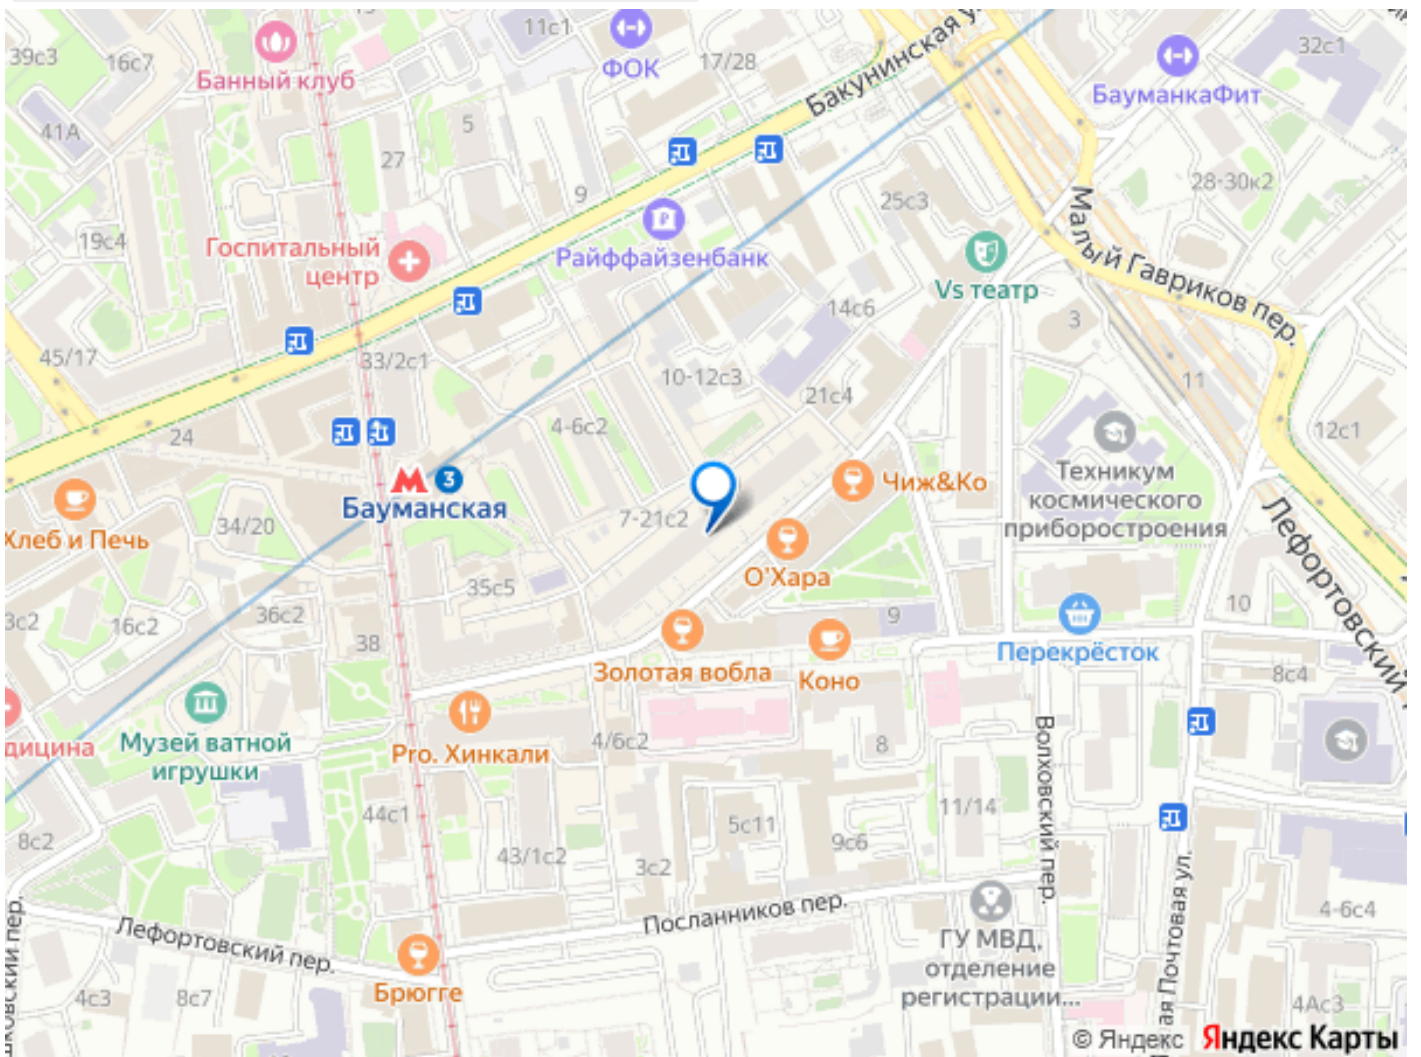 11с1
39с3
16с7
Банный клуб
ФОК
17/28
Бакунинская у
32с1
БауманкаФит
41А
5
27
9
28-30к2
25с3
19с4
Госпитальный
центр
Райффайзенбанк
Малый Гавриков пер.
Vs театр
14с6
3
45/17
33/2с1
10-12с3
21с4
11
24
4-6с2
12с1
М 3
Бауманская
Чиж&Ко
Техникум
космического
приборостроения
Хлеб и Печь
34/20
7-21с2
О'Хара
Лефортовский п
35с5
3с2
16с2
36с2
38
9
10
Золотая вобла
Коно
Перекрёсток
8с4
дицина
Музей ватной
игрушки
Pro. Хинкали
4/6с2
8
Волховский пер.
44с1
11/14
8с2
43/1с2
3с2
5с11
9с6
Посланников пер.
Лефортовский пер.
ковский пер.
ГУ МВД,
отделение
регистрации...
ая Почтовая ул.
4-6с4
Брюгге
4с3
8с7
4Ас3
© Яндекс Яндекс Карты